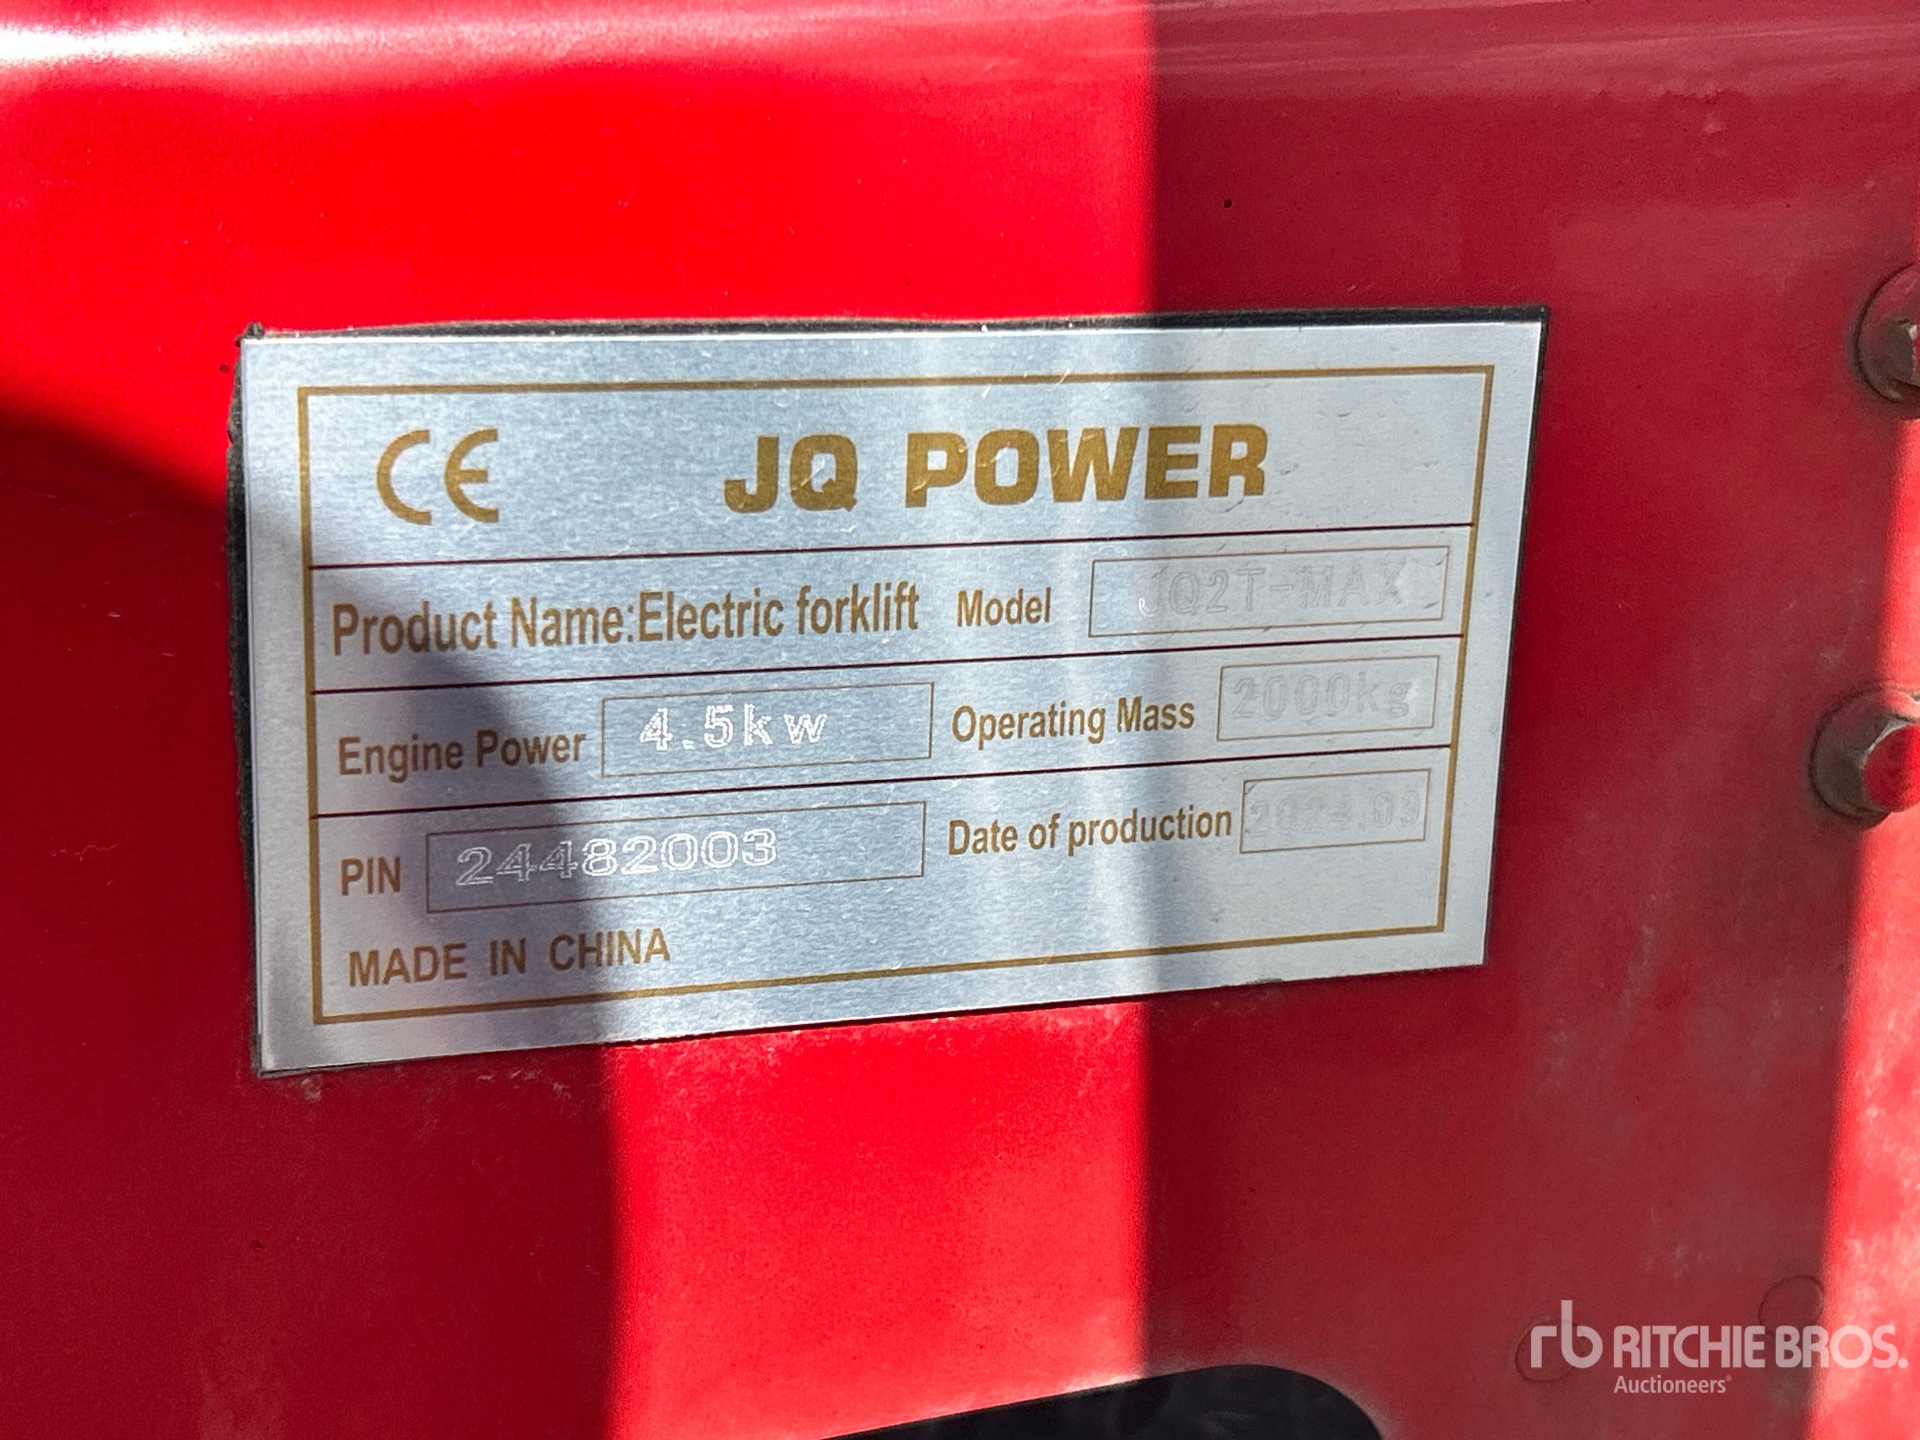 CE JQ POWER
Product Name:Electric forklift Model JQ2T-MAX
Engine Power 4.5kw Operating Mass 2000kg
PIN 24482003 Date of production 2024.09
MADE IN CHINA
rb RITCHIE BROS.
Auctioneers